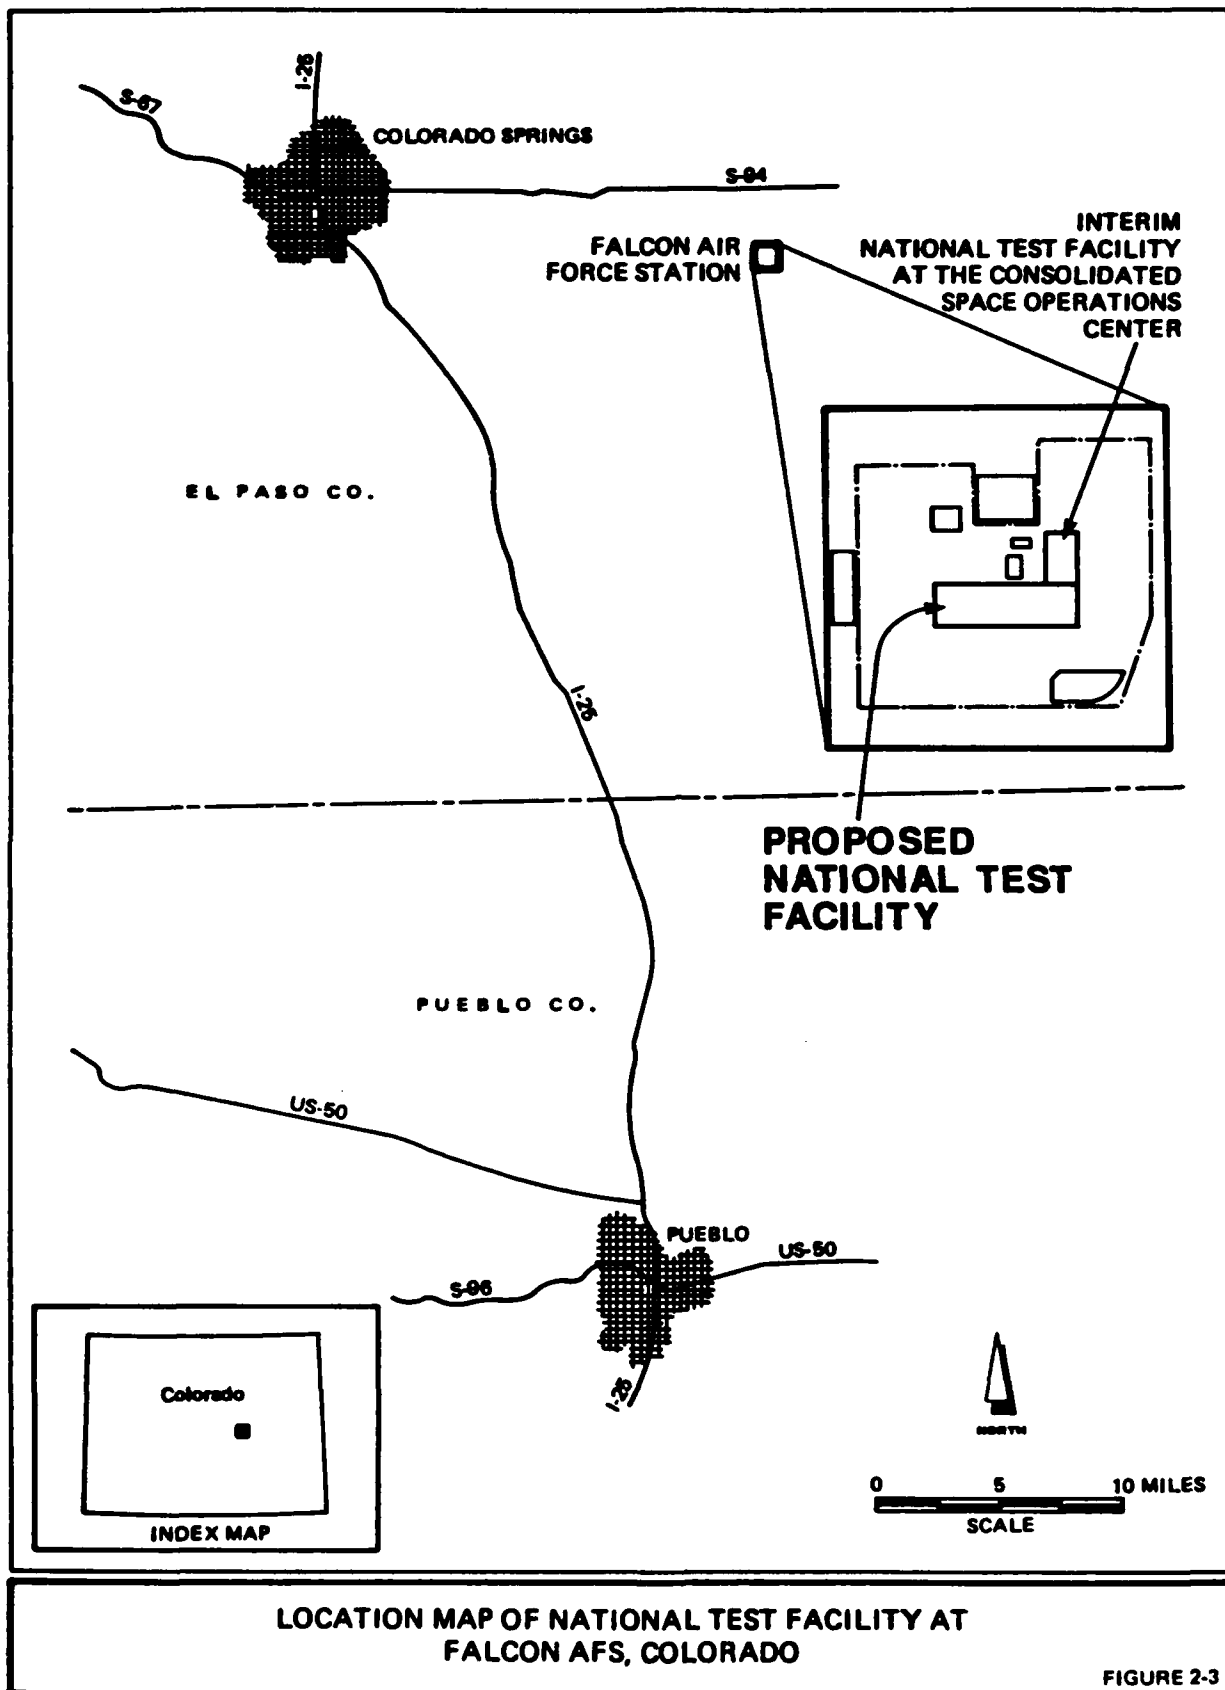 I-25
S-67
COLORADO SPRINGS
S-94
FALCON AIR
FORCE STATION
INTERIM
NATIONAL TEST FACILITY
AT THE CONSOLIDATED
SPACE OPERATIONS
CENTER
EL PASO CO.
I-25
PROPOSED
NATIONAL TEST
FACILITY
PUEBLO CO.
US-50
PUEBLO
US-50
S-96
I-25
Colorado
INDEX MAP
NORTH
0 5 10 MILES
SCALE
LOCATION MAP OF NATIONAL TEST FACILITY AT
FALCON AFS, COLORADO
FIGURE 2-3